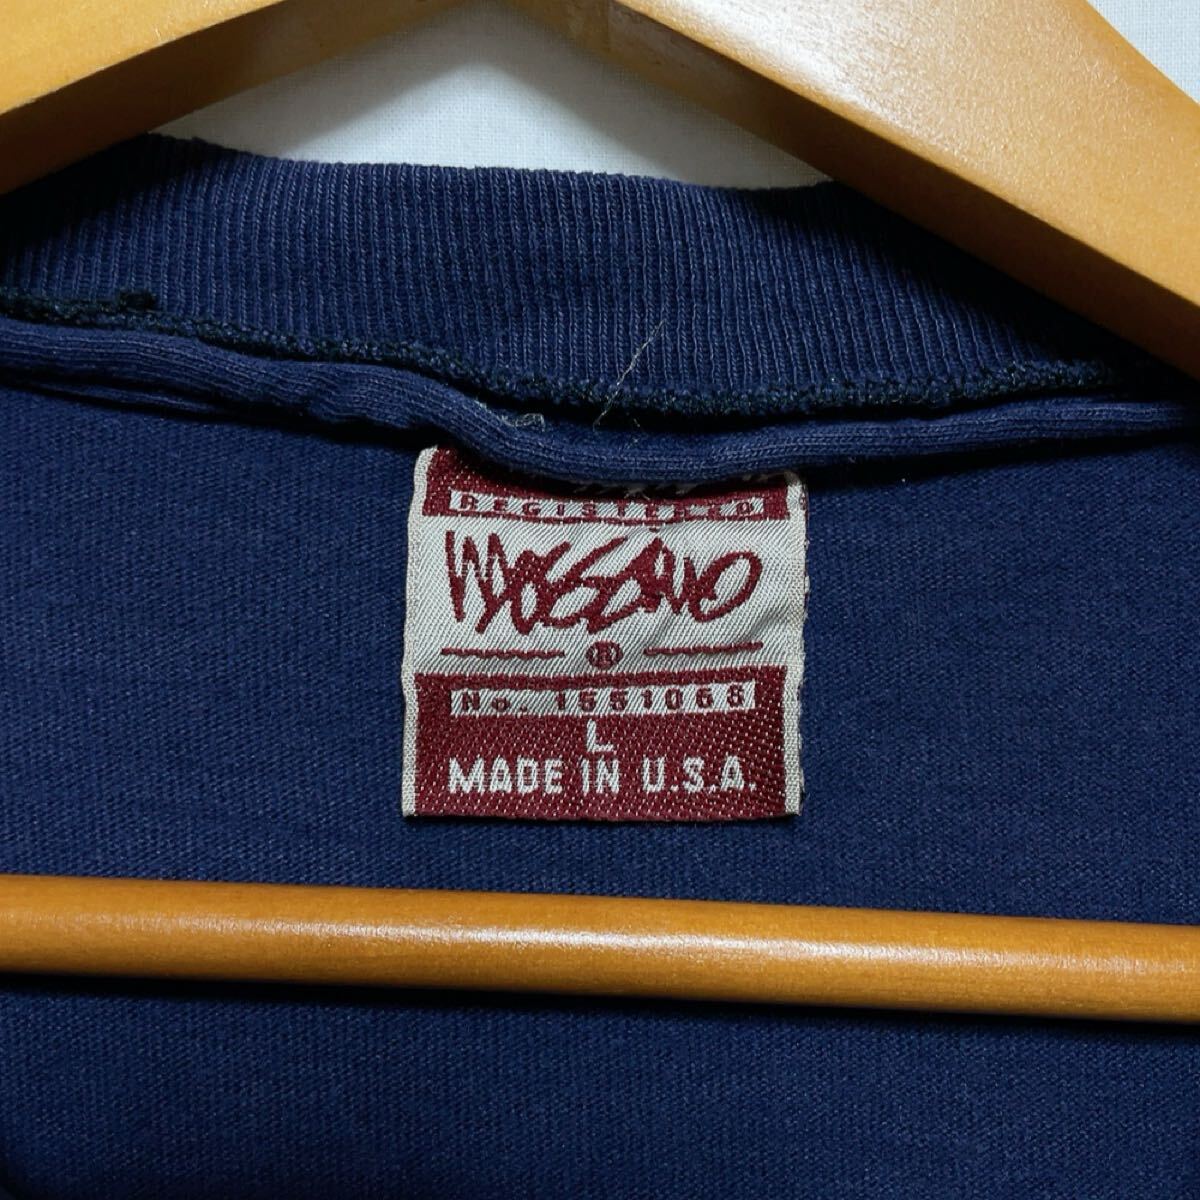 REGISTERED
MOSSIMO
®
No. 1551068
L
MADE IN U.S.A.